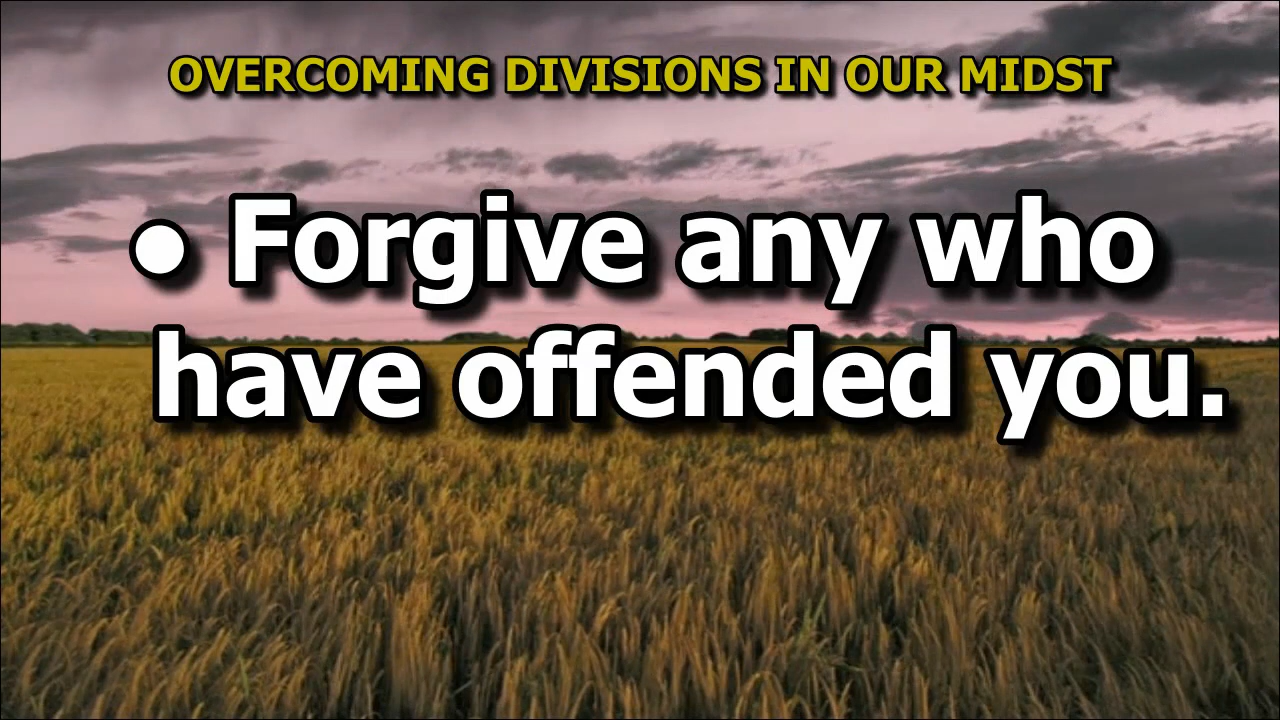 OVERCOMING DIVISIONS IN OUR MIDST
● Forgive any who
have offended you.